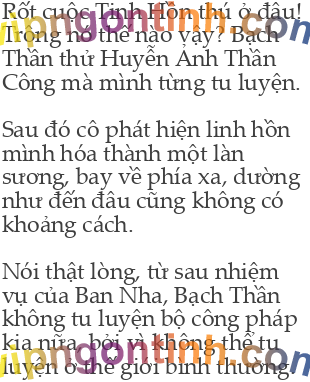 Rốt cuộc Tinh Hồn thú ở đâu!
Trông nó thế nào vậy? Bạch
Thần thử Huyễn Ảnh Thần
Công mà mình từng tu luyện.
Sau đó cô phát hiện linh hồn
mình hóa thành một làn
sương, bay về phía xa, dường
như đến đâu cũng không có
khoảng cách.
Nói thật lòng, từ sau nhiệm
vụ của Ban Nha, Bạch Thần
không tu luyện bộ công pháp
kia nữa, bởi vì không thể tu
luyện ở thế giới bình thường.
vipngontinh.com
vipngontinh.com